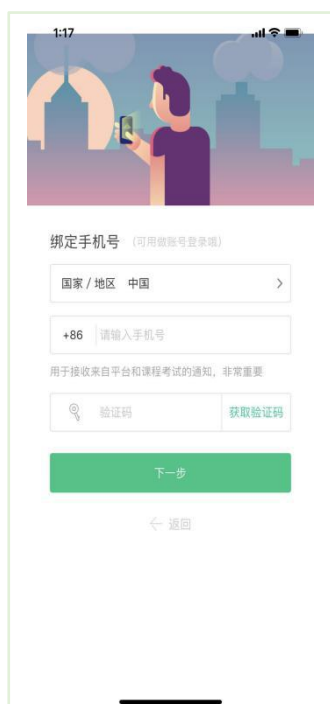 1:17
绑定手机号 (可用做账号登录哦)
国家 / 地区 中国
+86 请输入手机号
用于接收来自平台和课程考试的通知，非常重要
验证码 获取验证码
下一步
← 返回